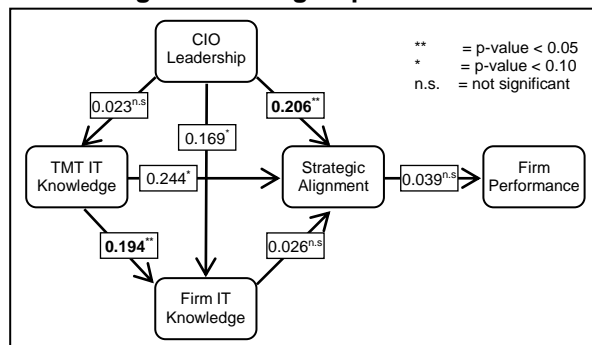 CIO
Leadership
** = p-value < 0.05
* = p-value < 0.10
n.s. = not significant
0.023n.s
0.206**
0.169*
TMT IT
Knowledge
0.244*
Strategic
Alignment
0.039n.s
Firm
Performance
0.194**
0.026n.s
Firm IT
Knowledge